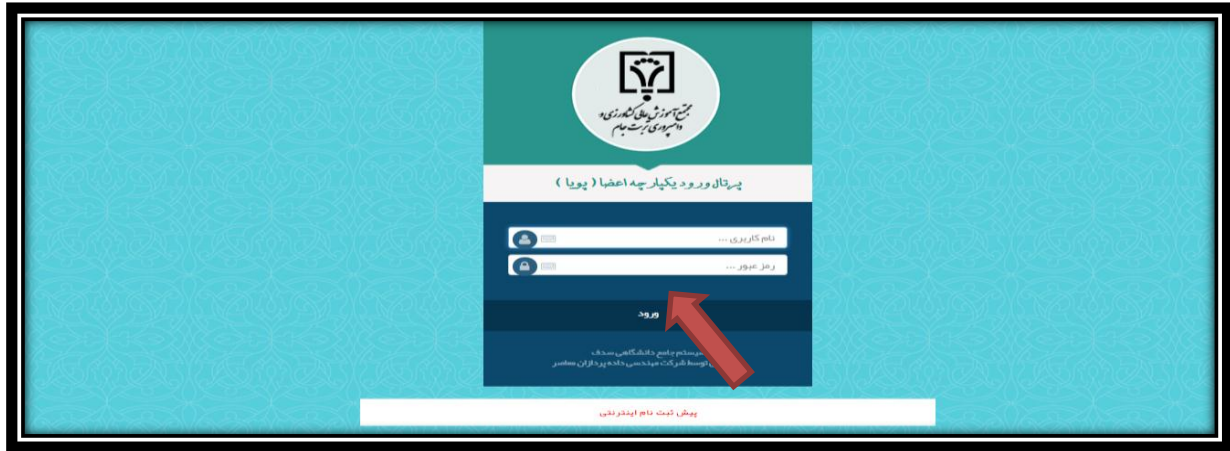 مجتمع آموزش عالی کشاورزی و
دامپروری تربت جام
پرتال ورود یکپارچه اعضا ( پویا )
نام کاربری ...
رمز عبور ...
ورود
سیستم جامع دانشگاهی سدف
توسط شرکت مهندسی داده پردازان معاصر
پیش ثبت نام اینترنتی